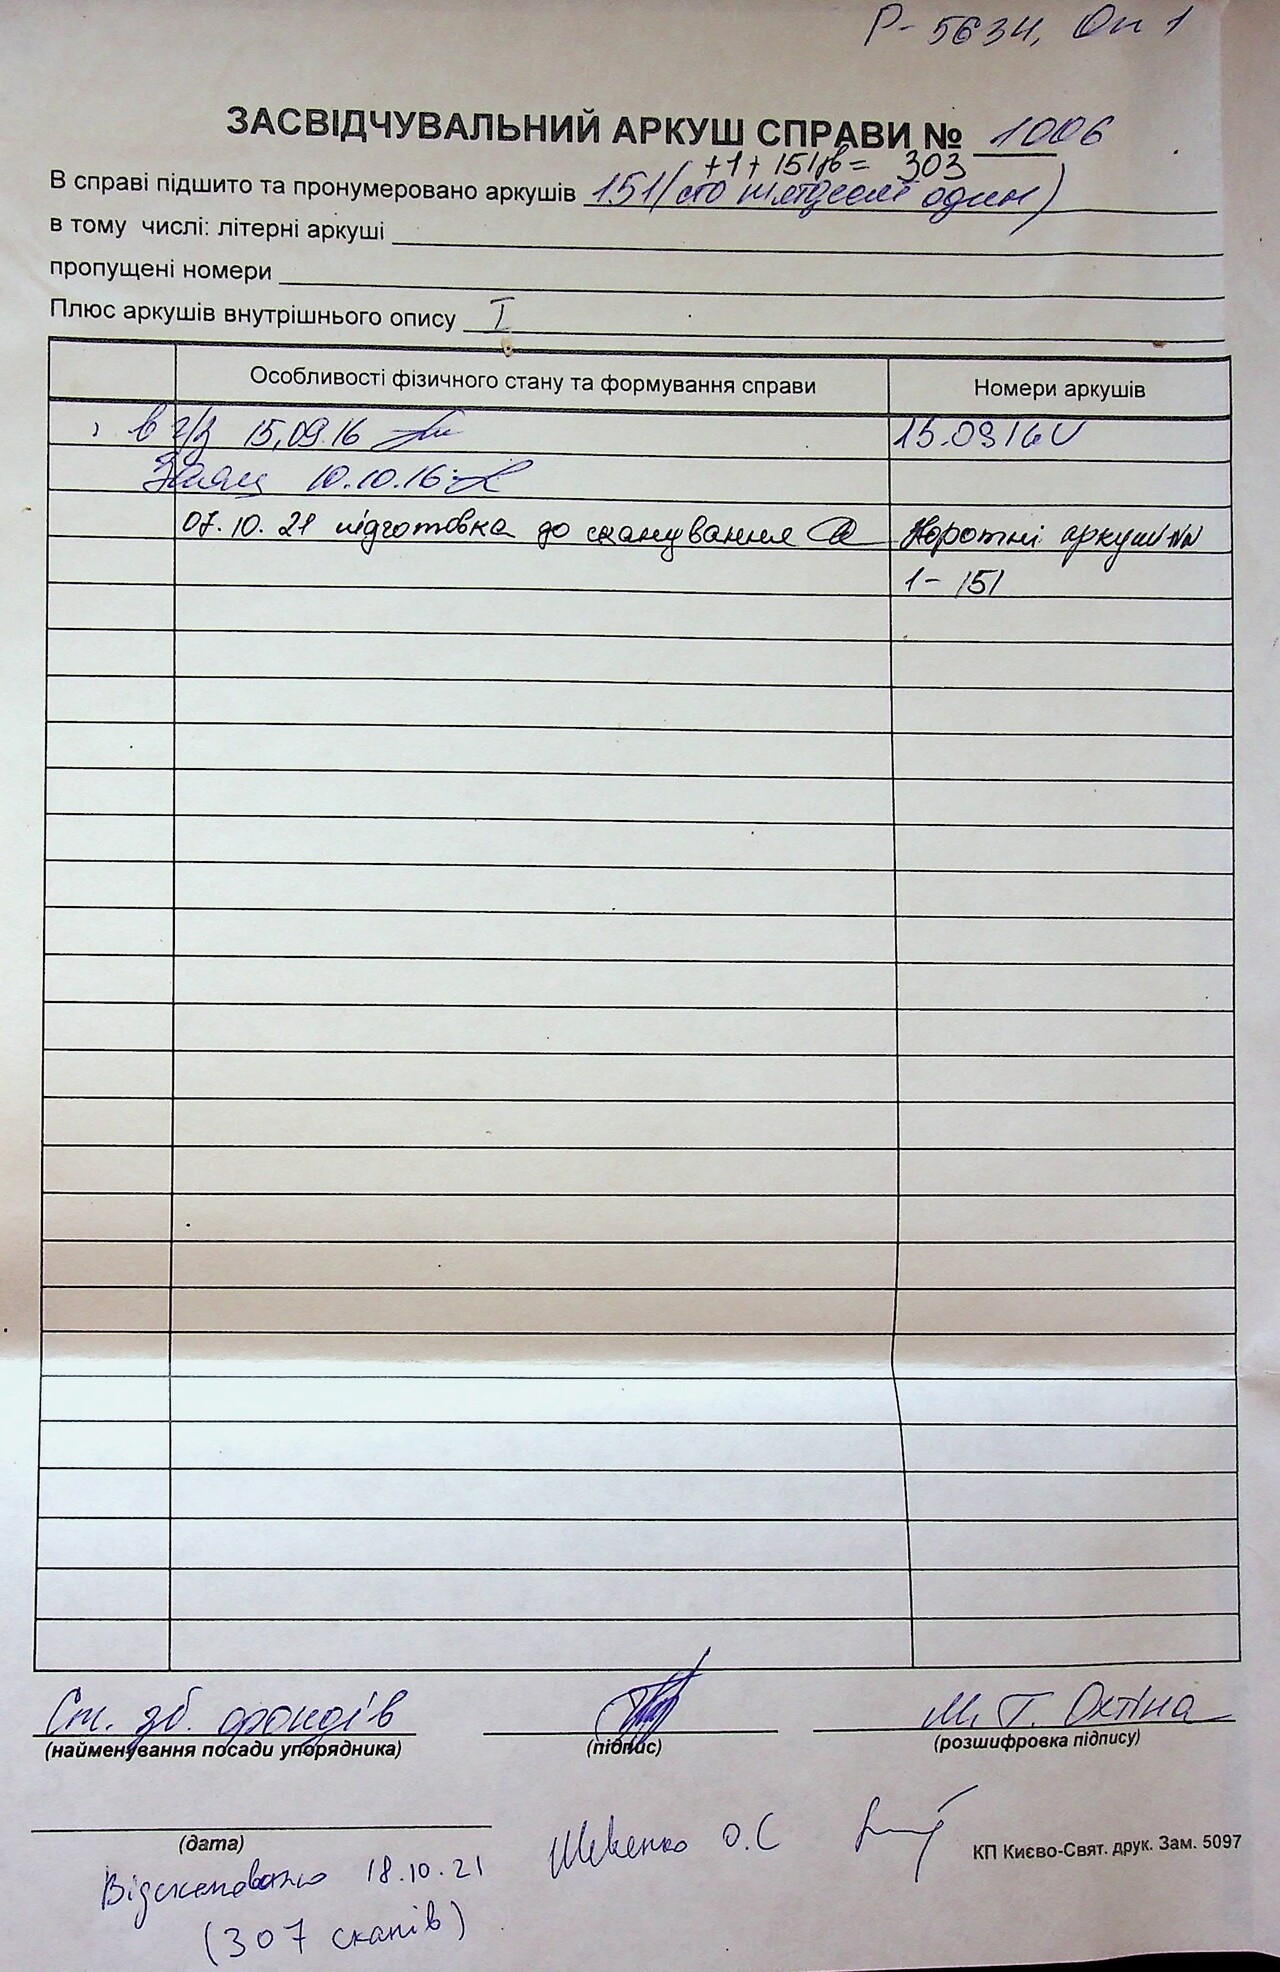 Р-5634, Оп 1
ЗАСВІДЧУВАЛЬНИЙ АРКУШ СПРАВИ № 1006
+1+ 151зв = 303
В справі підшито та пронумеровано аркушів 151 (сто п'ятдесят один)
в тому числі: літерні аркуші
пропущені номери
Плюс аркушів внутрішнього опису I
Особливості фізичного стану та формування справи Номери аркушів
в 15.09.16 15.09 16
10.10.16
07.10.21 підготовка до сканування Зворотні аркуші №№
1-151
Ст. зб. фондів М. Г. Охтіна
(найменування посади упорядника) (підпис) (розшифровка підпису)
(дата)
Шевенко О.С
КП Києво-Свят. друк. Зам. 5097
Відскановано 18.10.21
(307 сканів)